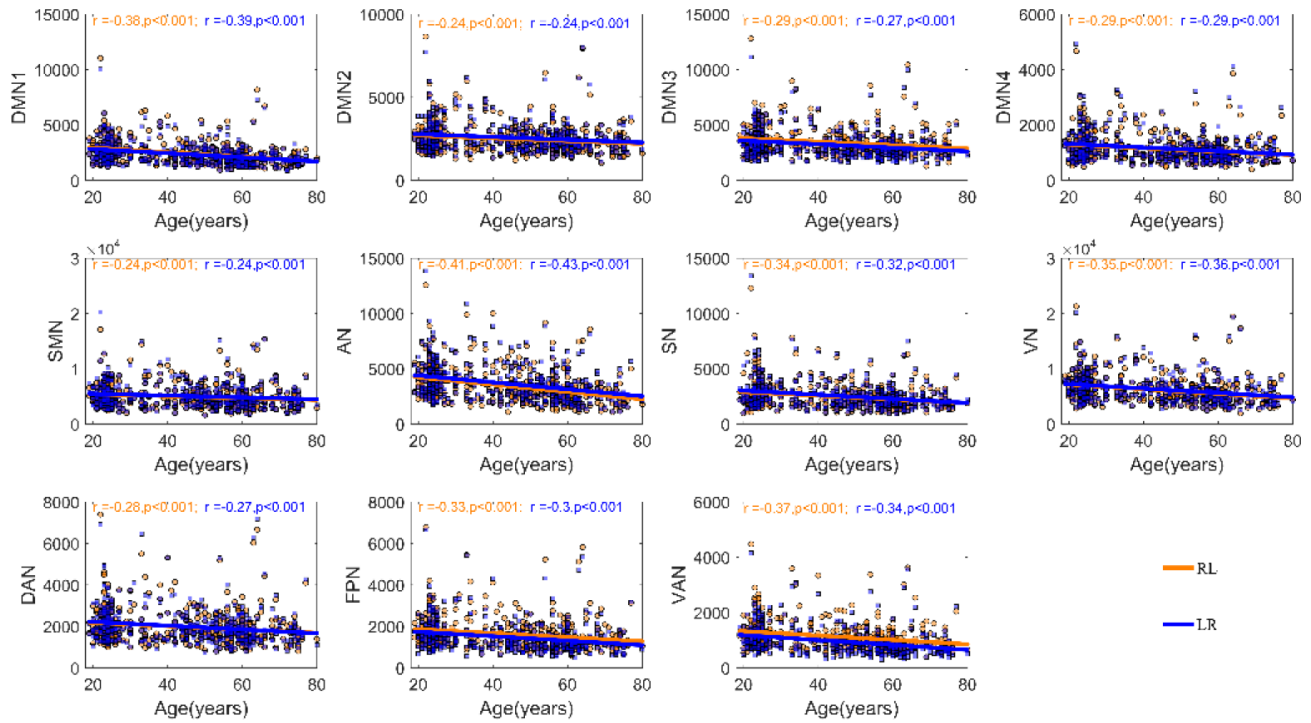 r =-0.38,p<0.001; r =-0.39,p<0.001
15000
10000
5000
0
DMN1
20 40 60 80
Age(years)
r =-0.24,p<0.001; r =-0.24,p<0.001
10000
5000
0
DMN2
20 40 60 80
Age(years)
r =-0.29,p<0.001; r =-0.27,p<0.001
15000
10000
5000
0
DMN3
20 40 60 80
Age(years)
r =-0.29,p<0.001; r =-0.29,p<0.001
6000
4000
2000
0
DMN4
20 40 60 80
Age(years)
×10⁴
r =-0.24,p<0.001; r =-0.24,p<0.001
3
2
1
0
SMN
20 40 60 80
Age(years)
r =-0.41,p<0.001; r =-0.43,p<0.001
15000
10000
5000
0
AN
20 40 60 80
Age(years)
r =-0.34,p<0.001; r =-0.32,p<0.001
15000
10000
5000
0
SN
20 40 60 80
Age(years)
×10⁴
r =-0.35,p<0.001; r =-0.36,p<0.001
3
2
1
0
VN
20 40 60 80
Age(years)
r =-0.28,p<0.001; r =-0.27,p<0.001
8000
6000
4000
2000
0
DAN
20 40 60 80
Age(years)
r =-0.33,p<0.001; r =-0.3,p<0.001
8000
6000
4000
2000
0
FPN
20 40 60 80
Age(years)
r =-0.37,p<0.001; r =-0.34,p<0.001
6000
4000
2000
0
VAN
20 40 60 80
Age(years)
RL
LR